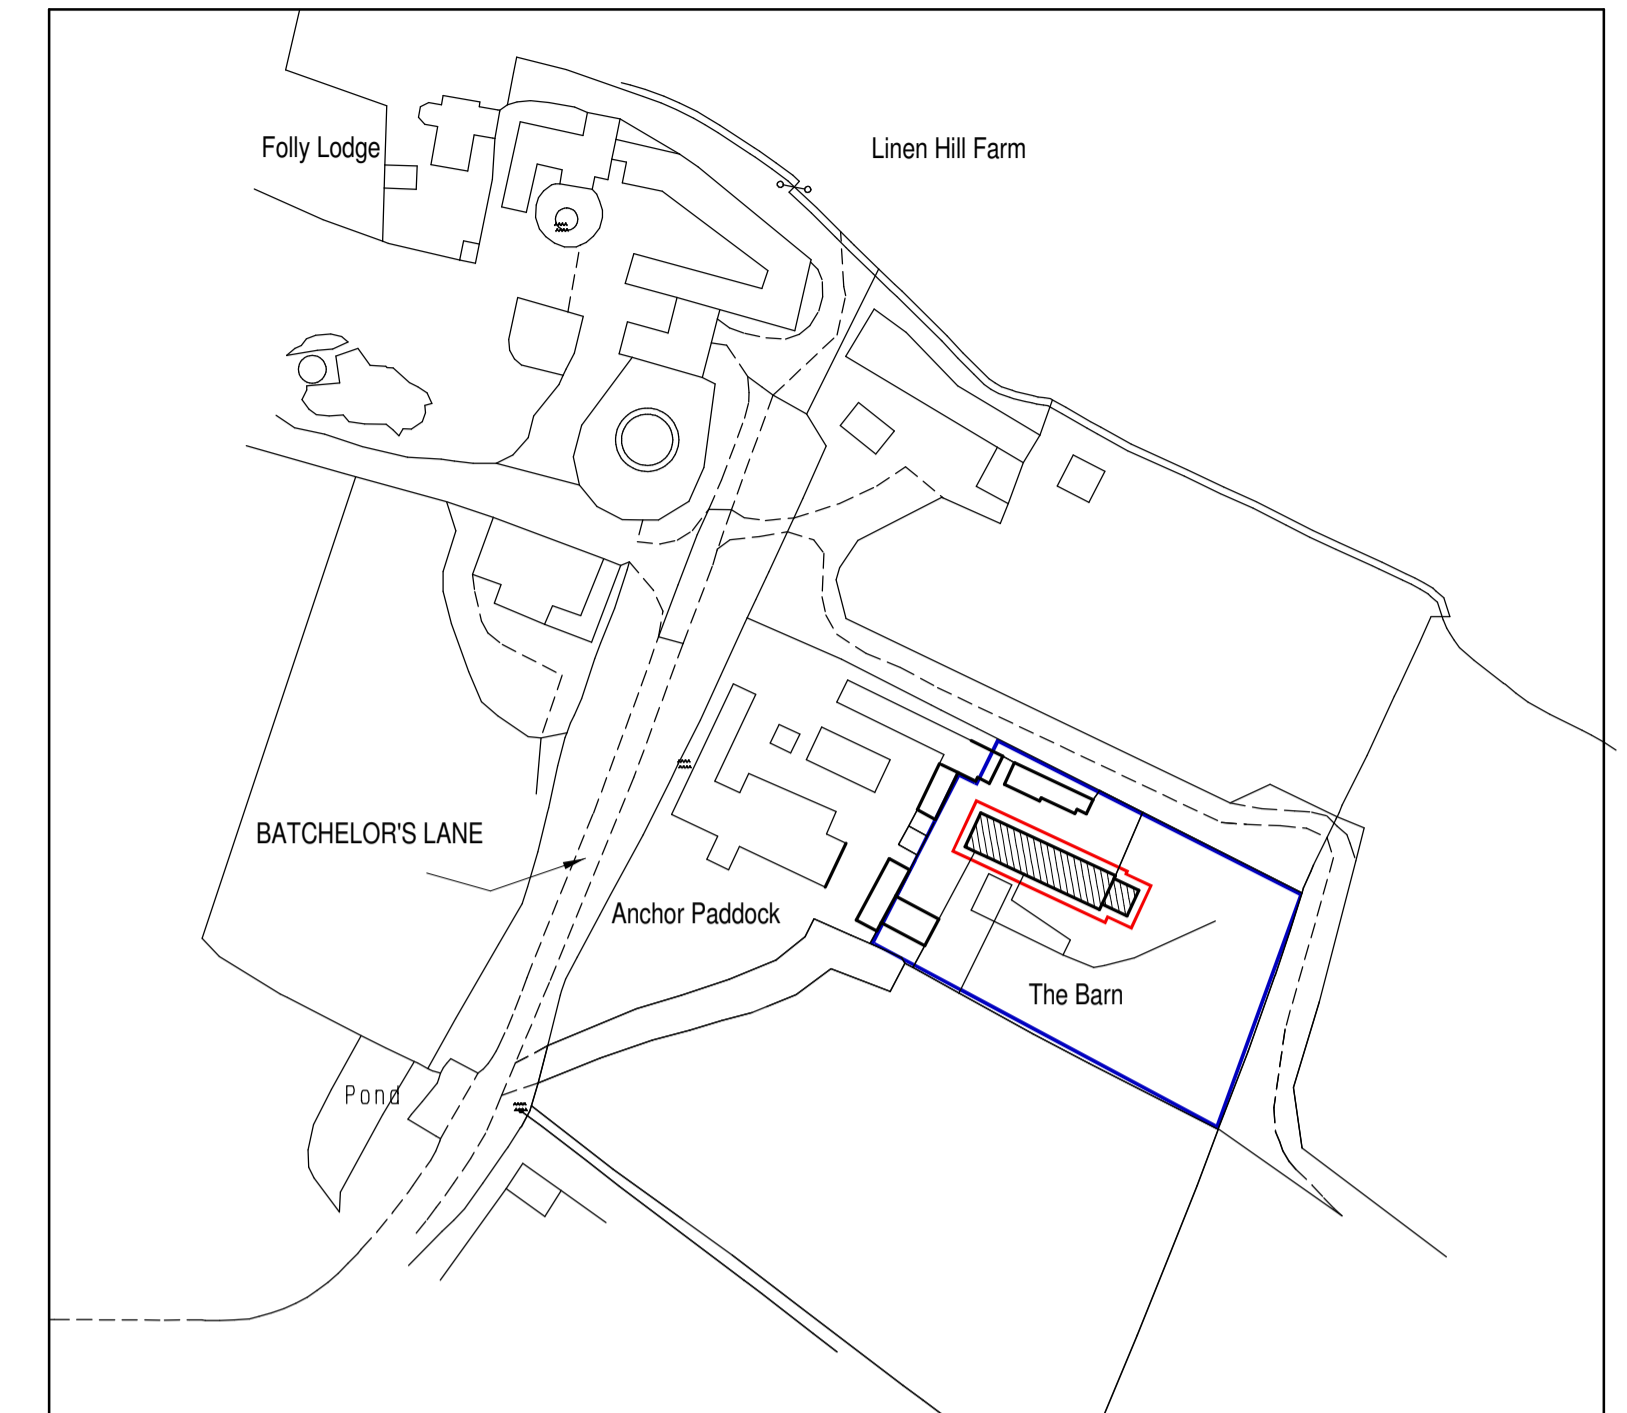 Folly Lodge
Linen Hill Farm
BATCHELOR'S LANE
Anchor Paddock
The Barn
Pond